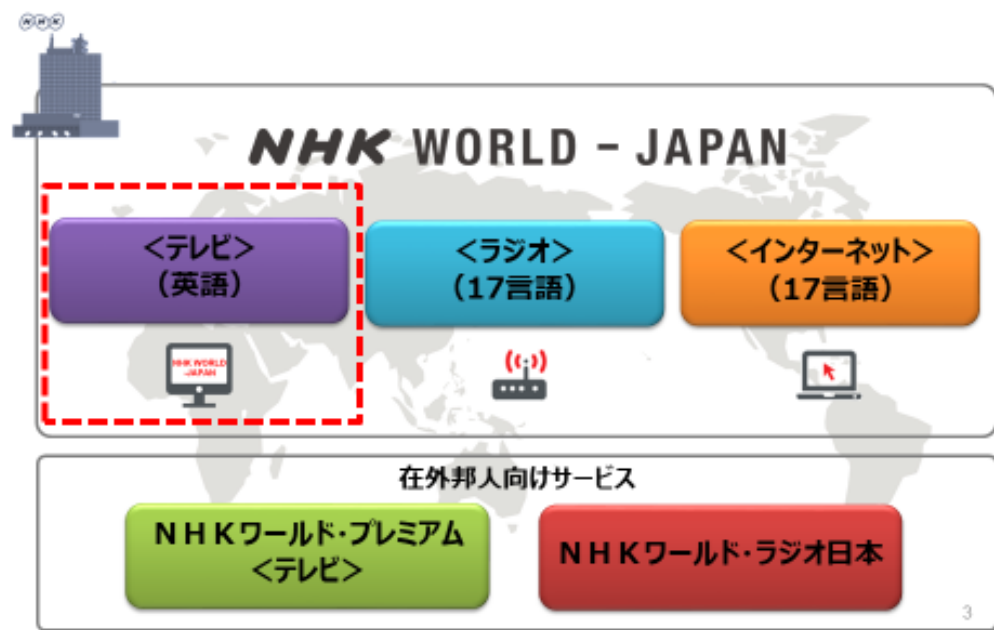 NHK
NHK WORLD - JAPAN
＜テレビ＞
（英語）
＜ラジオ＞
（17言語）
＜インターネット＞
（17言語）
NHK WORLD
-JAPAN
在外邦人向けサービス
ＮＨＫワールド・プレミアム
＜テレビ＞
ＮＨＫワールド・ラジオ日本
3